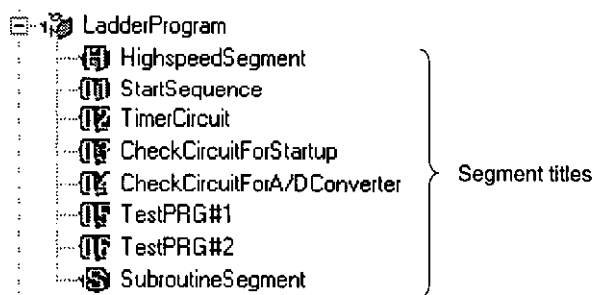 LadderProgram
HighspeedSegment
StartSequence
TimerCircuit
CheckCircuitForStartup
CheckCircuitForA/DConverter
TestPRG#1
TestPRG#2
SubroutineSegment
Segment titles